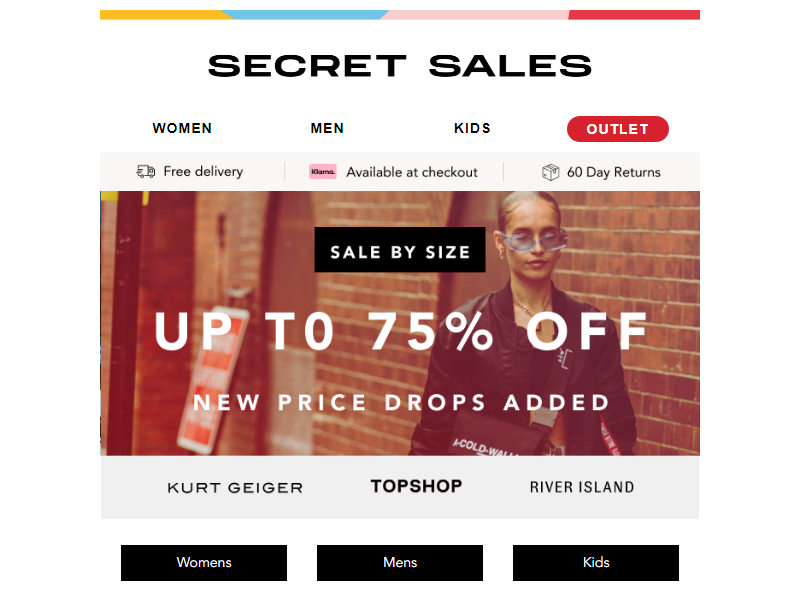 SECRET SALES
WOMEN MEN KIDS OUTLET
Free delivery Klarna. Available at checkout 60 Day Returns
SALE BY SIZE
UP T0 75% OFF
NEW PRICE DROPS ADDED
A-COLD-WALL
KURT GEIGER TOPSHOP RIVER ISLAND
Womens Mens Kids